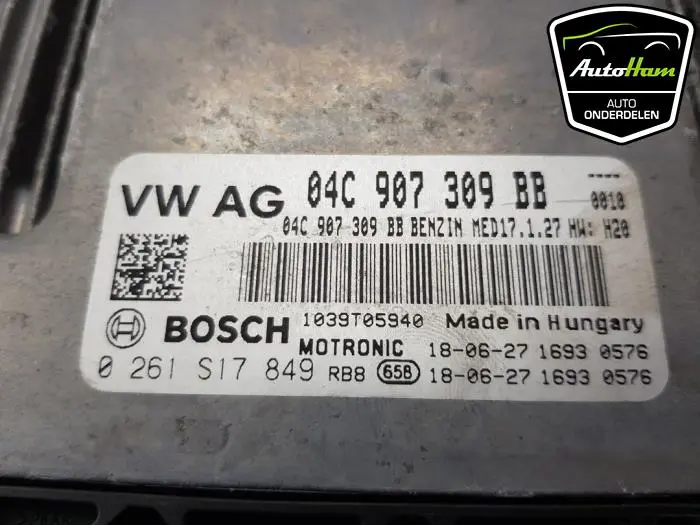 AutoHam
AUTO
ONDERDELEN
VW AG 04C 907 309 BB ----
0010
04C 907 309 BB BENZIN MED17.1.27 HW: H20
BOSCH 1039T05940 Made in Hungary
MOTRONIC 18-06-27 1693 0576
0 261 S17 849 RB8 65B 18-06-27 1693 0576